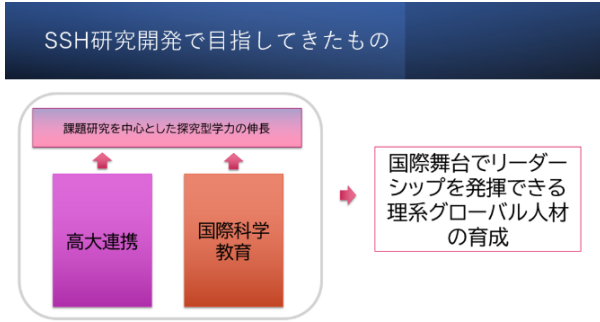 SSH研究開発で目指してきたもの
課題研究を中心とした探究型学力の伸長
高大連携
国際科学
教育
国際舞台でリーダー
シップを発揮できる
理系グローバル人材
の育成